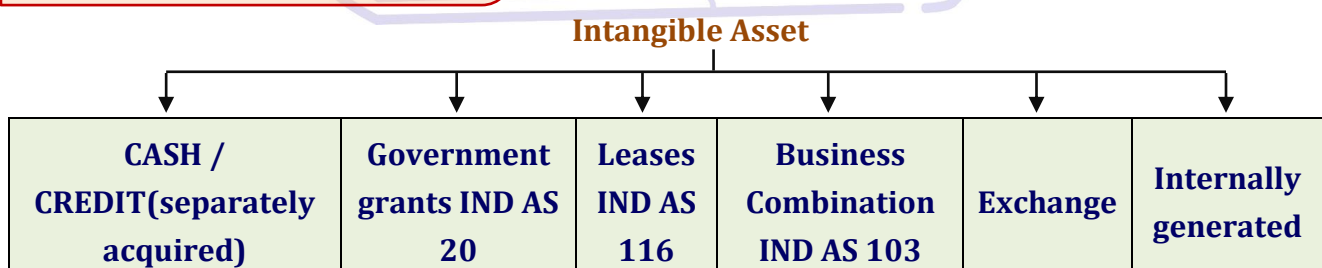 Intangible Asset
CASH /
CREDIT(separately
acquired)
Government
grants IND AS
20
Leases
IND AS
116
Business
Combination
IND AS 103
Exchange
Internally
generated